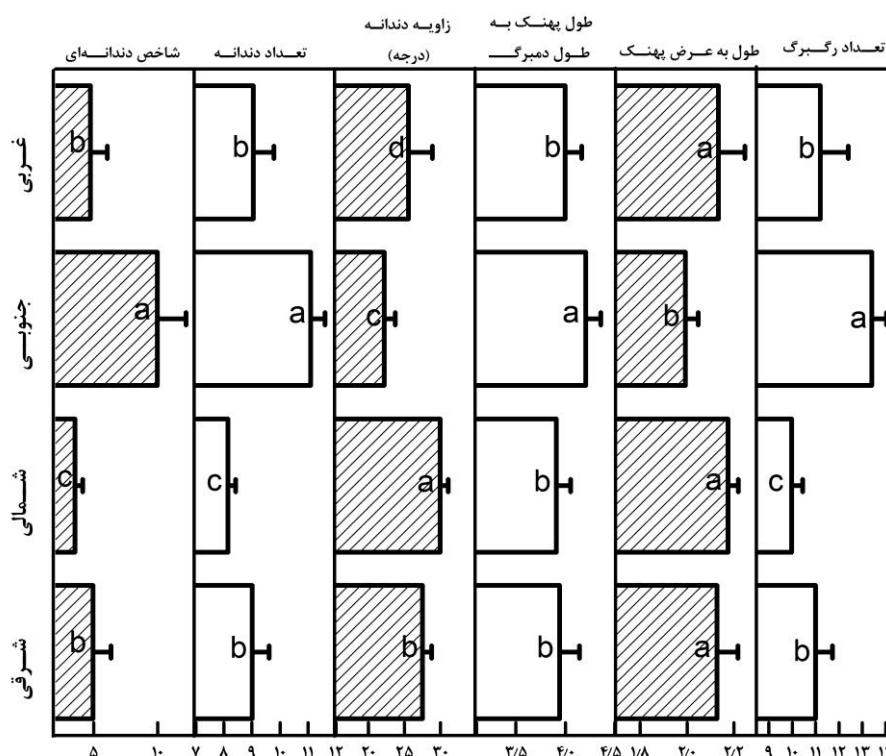 تعداد رگبرگ
طول به عرض پهنک
طول پهنک به
طول دمبرگ
زاویه دندانه
(درجه)
تعداد دندانه
شاخص دندانه‌ای
غربی
b b d b a b
جنوبی
a a c a b a
شمالی
c c a b a c
شرقی
b b b b a b
۵ ۱۰ ۷ ۸ ۹ ۱۰ ۱۱ ۱۲ ۲۰ ۲۵ ۳۰ ۳/۵ ۴/۰ ۴/۵ ۱/۸ ۲/۰ ۲/۲ ۹ ۱۰ ۱۱ ۱۲ ۱۳